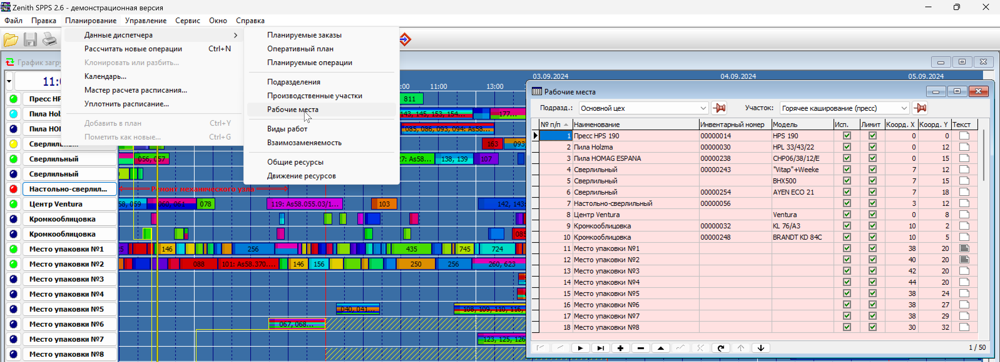 Zenith SPPS 2.6 - демонстрационная версия
Файл Правка Планирование Управление Сервис Окно Справка
Данные диспетчера
Рассчитать новые операции Ctrl+N
Клонировать или разбить...
Календарь...
Мастер расчета расписания...
Уплотнить расписание...
Добавить в план Ctrl+Y
Пометить как новые... Ctrl+G
Планируемые заказы
Оперативный план
Планируемые операции
Подразделения
Производственные участки
Рабочие места
Виды работ
Взаимозаменяемость
Общие ресурсы
Движение ресурсов
График загру
03.09.2024 04.09.2024 05.09.2024
11:0 :00 11:00 13:00
Пресс HP 811
Пила Hol 143, 145, 153, 154... 177...
Пила HO 085, 086, 093, 094: As58...
Сверлильный 163 093,
Сверлильный 056, 057 27: As58... 138, 139 107
Сверлильный
Настольно-сверлил... Ремонт механического узла
Центр Ventura 58, 059 060, 061 078 119: As58.055.03/1... 103 142, 143:
Кромкооблицовка
Кромкооблицовка 085
Место упаковки №1 25 146 256 435 745 724
Место упаковки №2 088 101: As58.370.... 146 156 250 256 260, 623
Место упаковки №3
Место упаковки №4
Место упаковки №5 040, 041... 108, 109, 110, 116,
Место упаковки №6 067, 068...
Место упаковки №7 123, 125, 126
Место упаковки №8
Рабочие места
Подразд.: Основной цех Участок: Горячее каширование (пресс)
№ п/п Наименование Инвентарный номер Модель Исп. Лимит Коорд. X Коорд. Y Текст
1 Пресс HPS 190 00000014 HPS 190 0 0
2 Пила Holzma 00000030 HPL 33/43/22 0 12
3 Пила HOMAG ESPANA 00000238 CHP06/38/12/E 0 15
4 Сверлильный 00000243 "Vitap"+Weeke 7 12
5 Сверлильный BHX500 7 15
6 Сверлильный 00000254 AYEN ECO 21 7 18
7 Настольно-сверлильный 00000056 3 12
8 Центр Ventura Ventura 0 8
9 Кромкооблицовка 00000032 KL 76/A3 10 2
10 Кромкооблицовка 00000248 BRANDT KD 84C 10 5
11 Место упаковки №1 38 20
12 Место упаковки №2 40 20
13 Место упаковки №3 42 20
14 Место упаковки №4 44 20
15 Место упаковки №5 38 24
16 Место упаковки №6 38 27
17 Место упаковки №7 38 29
18 Место упаковки №8 30 32
1 / 50